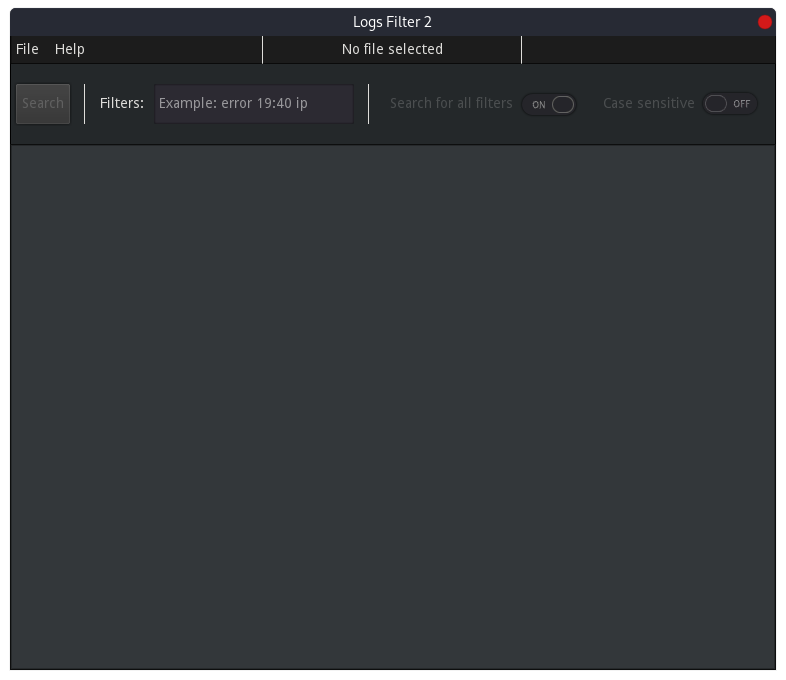 Logs Filter 2
File Help No file selected
Search Filters: Example: error 19:40 ip Search for all filters ON Case sensitive OFF